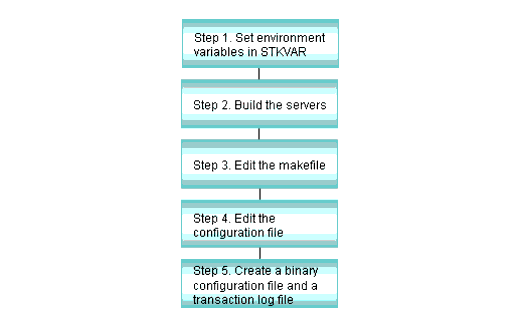 Step 1. Set environment
variables in STKVAR
Step 2. Build the servers
Step 3. Edit the makefile
Step 4. Edit the
configuration file
Step 5. Create a binary
configuration file and a
transaction log file